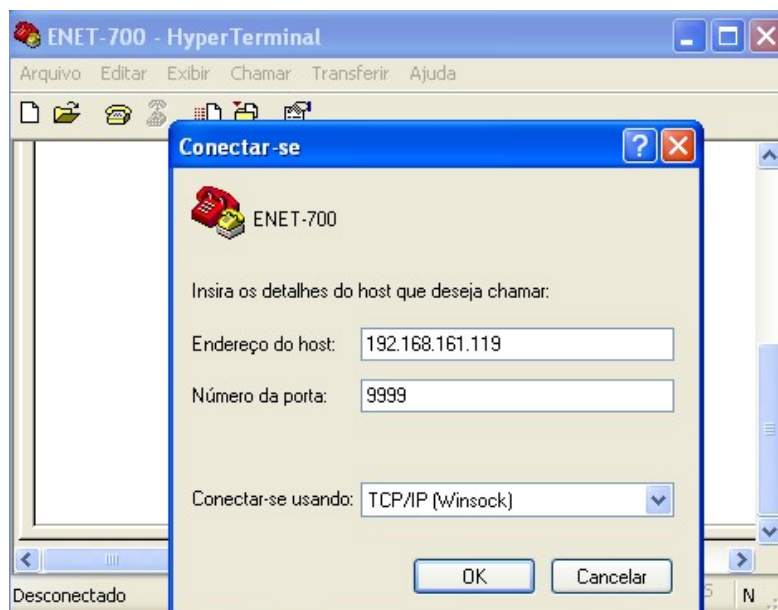 ENET-700 - HyperTerminal
Arquivo Editar Exibir Chamar Transferir Ajuda
Conectar-se
ENET-700
Insira os detalhes do host que deseja chamar:
Endereço do host: 192.168.161.119
Número da porta: 9999
Conectar-se usando: TCP/IP (Winsock)
OK Cancelar
Desconectado S N